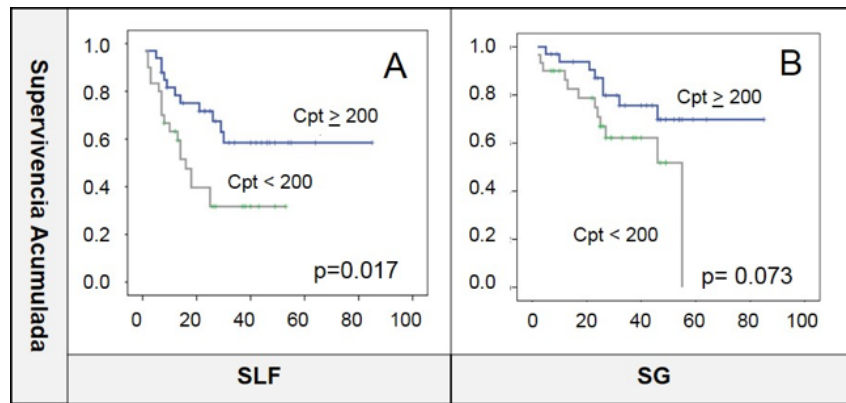 Supervivencia Acumulada
1.0
0.8
0.6
0.4
0.2
0.0
A
Cpt ≥ 200
Cpt < 200
p=0.017
0 20 40 60 80 100
SLF
1.0
0.8
0.6
0.4
0.2
0.0
B
Cpt ≥ 200
Cpt < 200
p= 0.073
0 20 40 60 80 100
SG